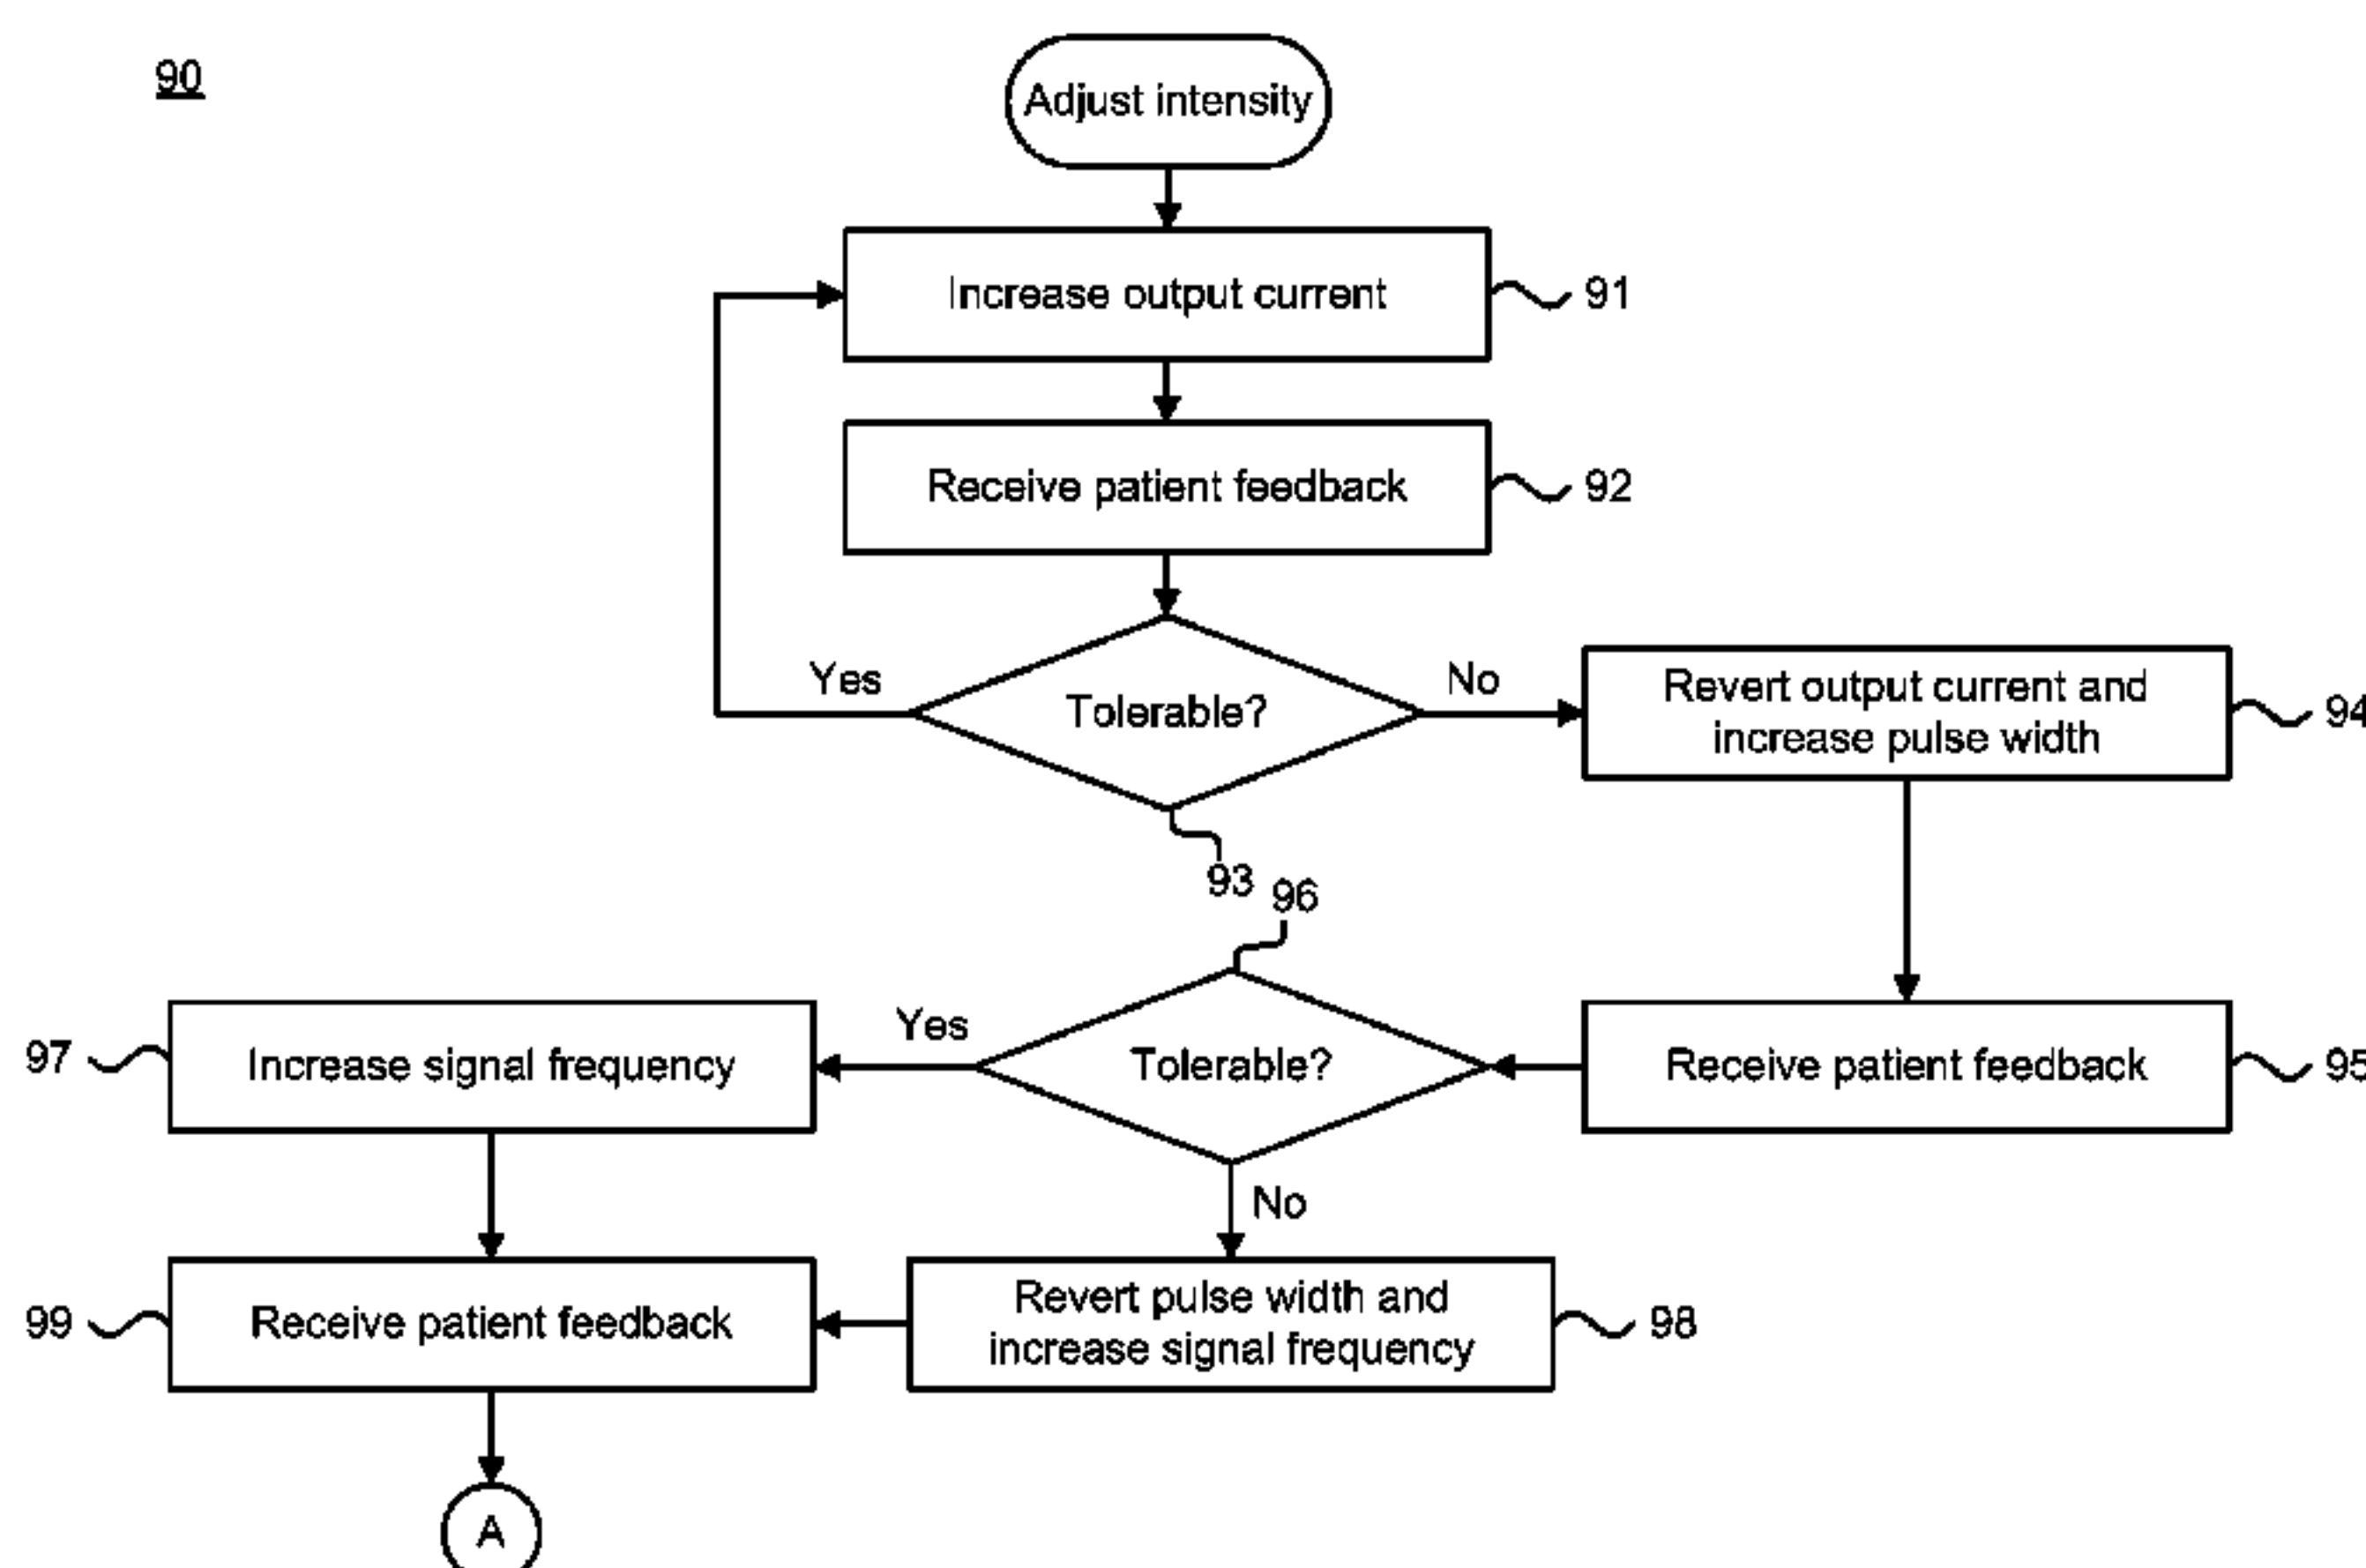 90
Adjust intensity
Increase output current
91
Receive patient feedback
92
Yes
Tolerable?
No
93
Revert output current and
increase pulse width
94
96
97
Increase signal frequency
Yes
Tolerable?
Receive patient feedback
95
No
99
Receive patient feedback
Revert pulse width and
increase signal frequency
98
A